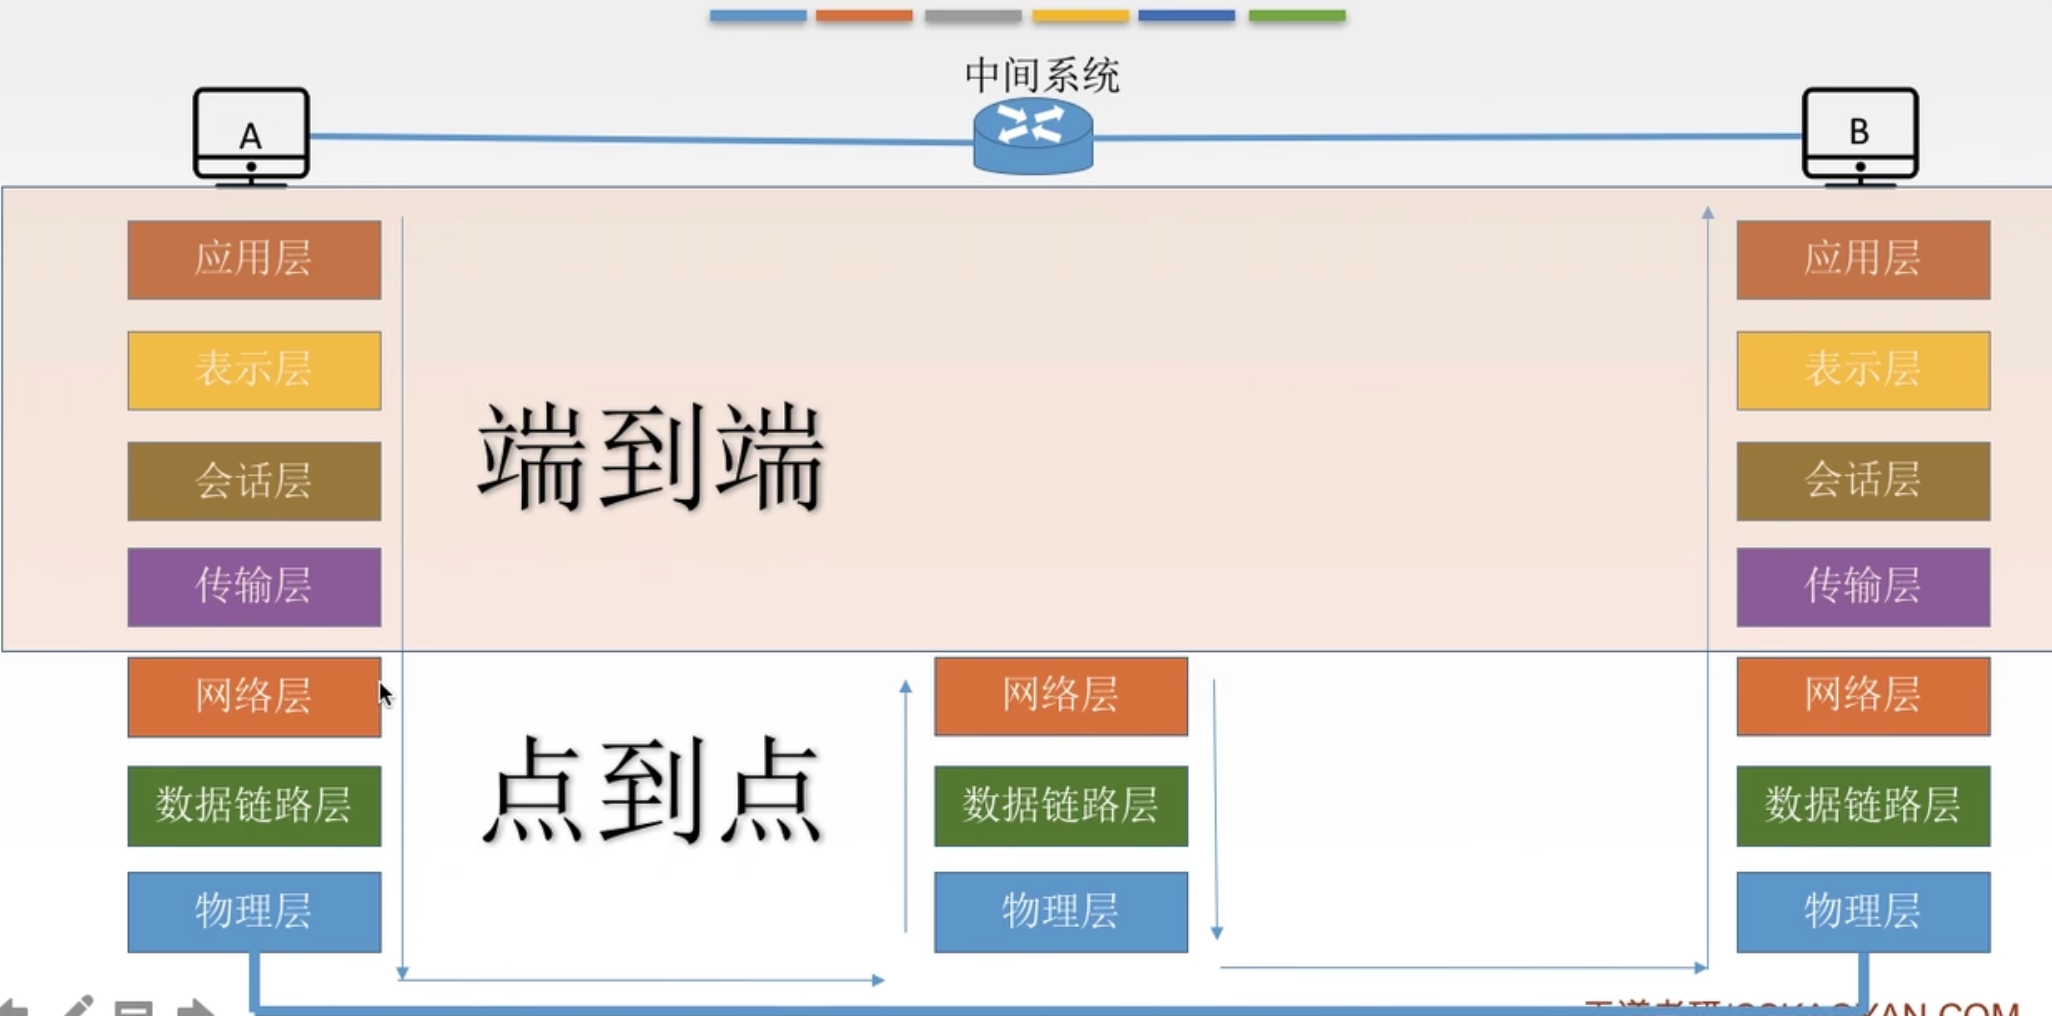 中间系统
A
B
应用层
应用层
表示层
表示层
端到端
会话层
会话层
传输层
传输层
网络层
网络层
网络层
点到点
数据链路层
数据链路层
数据链路层
物理层
物理层
物理层